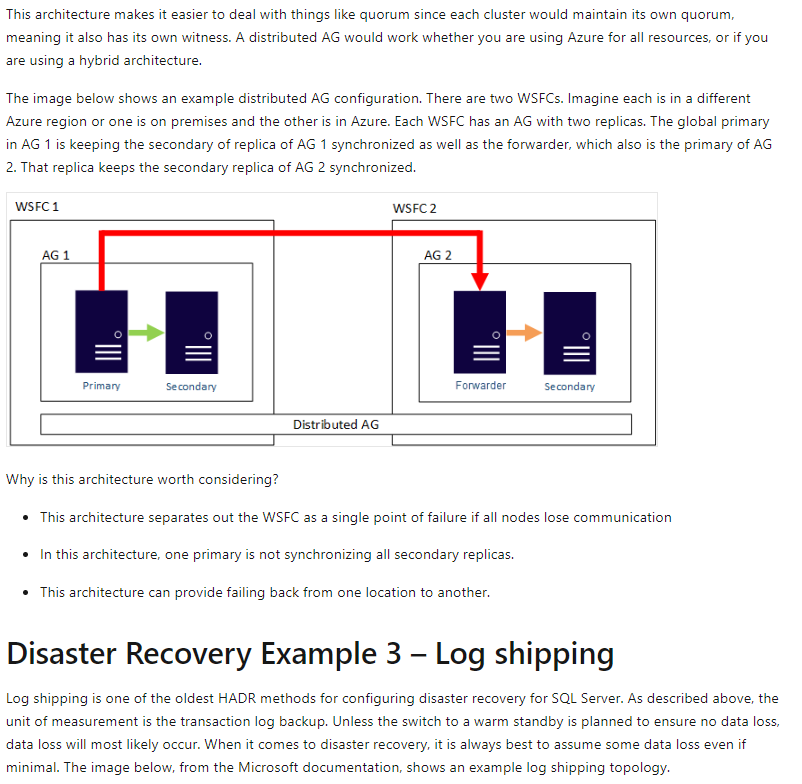 This architecture makes it easier to deal with things like quorum since each cluster would maintain its own quorum,
meaning it also has its own witness. A distributed AG would work whether you are using Azure for all resources, or if you
are using a hybrid architecture.
The image below shows an example distributed AG configuration. There are two WSFCs. Imagine each is in a different
Azure region or one is on premises and the other is in Azure. Each WSFC has an AG with two replicas. The global primary
in AG 1 is keeping the secondary of replica of AG 1 synchronized as well as the forwarder, which also is the primary of AG
2. That replica keeps the secondary replica of AG 2 synchronized.
WSFC 1
WSFC 2
AG 1
AG 2
Primary
Secondary
Forwarder
Secondary
Distributed AG
Why is this architecture worth considering?
• This architecture separates out the WSFC as a single point of failure if all nodes lose communication
• In this architecture, one primary is not synchronizing all secondary replicas.
• This architecture can provide failing back from one location to another.
Disaster Recovery Example 3 – Log shipping
Log shipping is one of the oldest HADR methods for configuring disaster recovery for SQL Server. As described above, the
unit of measurement is the transaction log backup. Unless the switch to a warm standby is planned to ensure no data loss,
data loss will most likely occur. When it comes to disaster recovery, it is always best to assume some data loss even if
minimal. The image below, from the Microsoft documentation, shows an example log shipping topology.